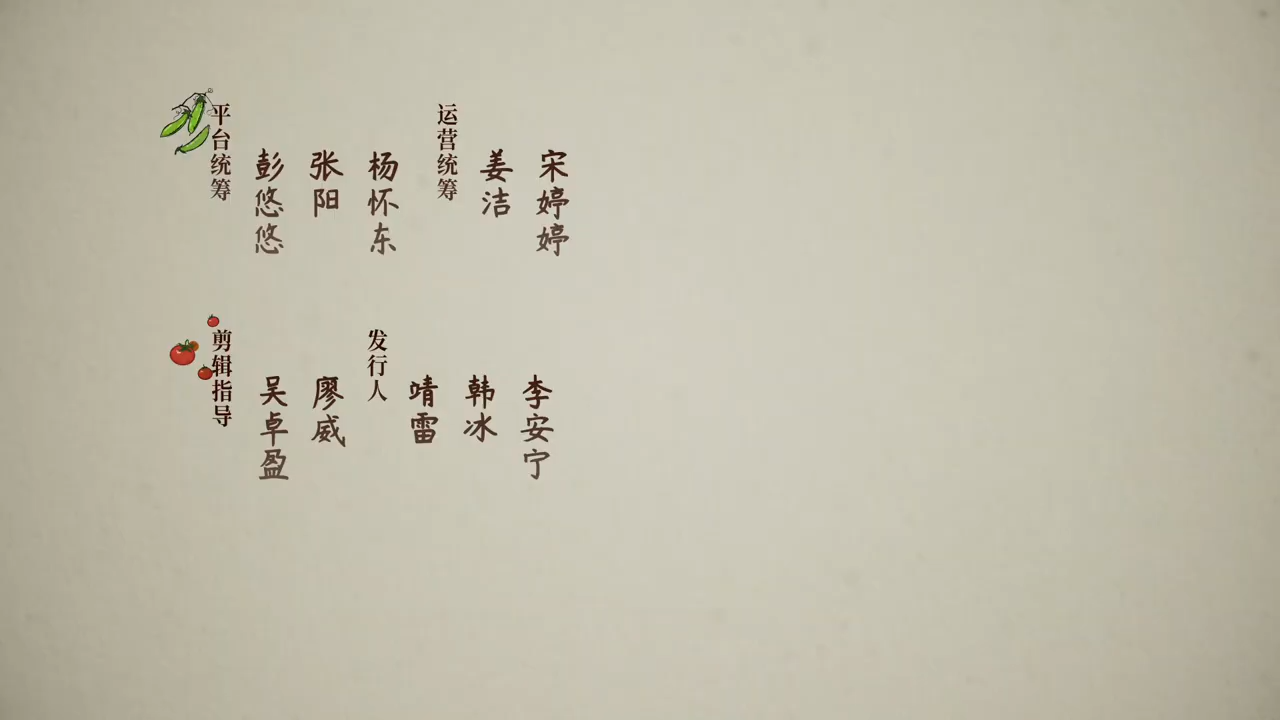 平台统筹
彭悠悠
张阳
杨怀东
运营统筹
姜洁
宋婷婷
剪辑指导
吴卓盈
廖威
发行人
靖雷
韩冰
李安宁